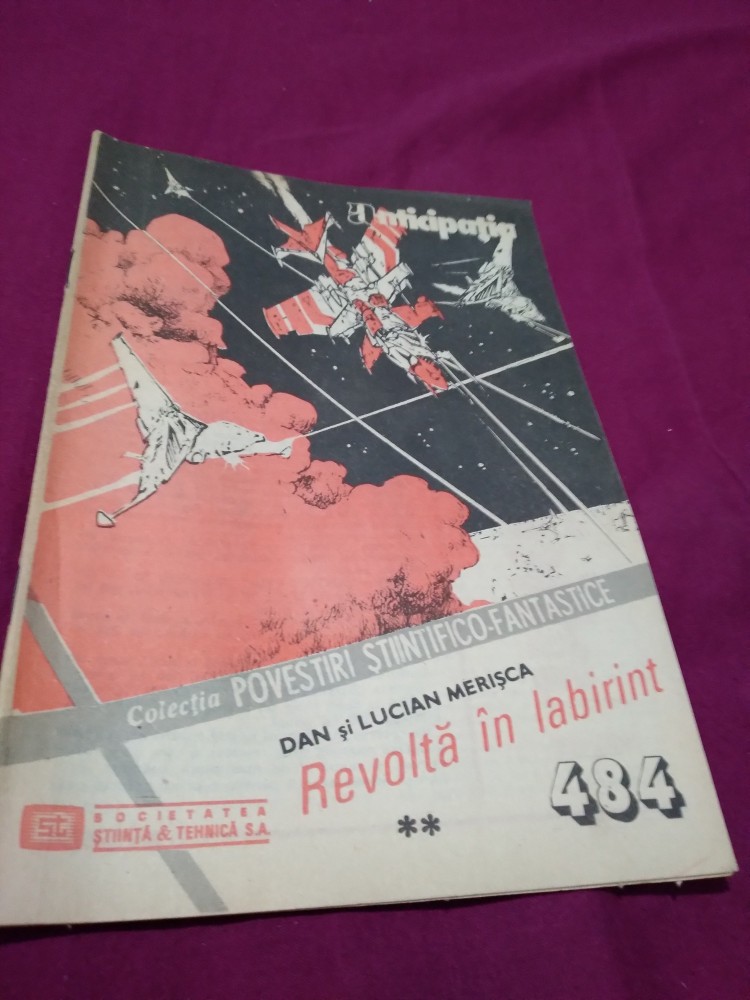 Anticipația
Colecția POVESTIRI ȘTIINȚIFICO-FANTASTICE
DAN și LUCIAN MERIȘCA
Revoltă în labirint
**
484
SOCIETATEA
ȘTIINȚĂ & TEHNICĂ S.A.